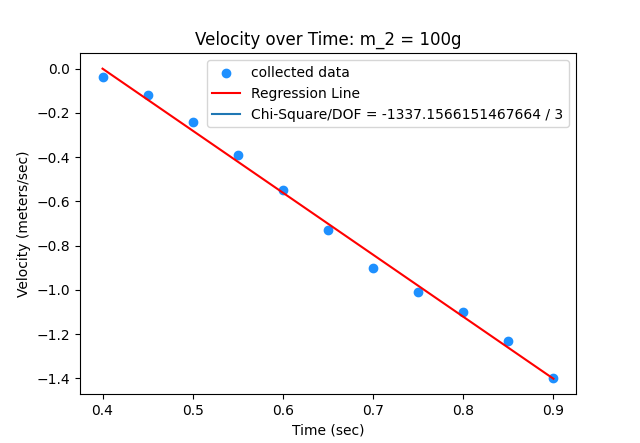 Velocity over Time: m_2 = 100g
collected data
Regression Line
Chi-Square/DOF = -1337.1566151467664 / 3
0.0
−0.2
−0.4
−0.6
−0.8
−1.0
−1.2
−1.4
Velocity (meters/sec)
0.4 0.5 0.6 0.7 0.8 0.9
Time (sec)